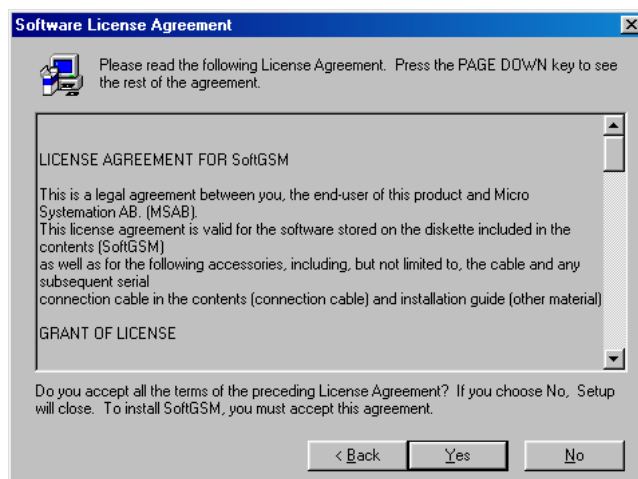 Software License Agreement
Please read the following License Agreement. Press the PAGE DOWN key to see
the rest of the agreement.
LICENSE AGREEMENT FOR SoftGSM
This is a legal agreement between you, the end-user of this product and Micro
Systemation AB. (MSAB).
This license agreement is valid for the software stored on the diskette included in the
contents (SoftGSM)
as well as for the following accessories, including, but not limited to, the cable and any
subsequent serial
connection cable in the contents (connection cable) and installation guide (other material)
GRANT OF LICENSE
Do you accept all the terms of the preceding License Agreement? If you choose No, Setup
will close. To install SoftGSM, you must accept this agreement.
< Back
Yes
No